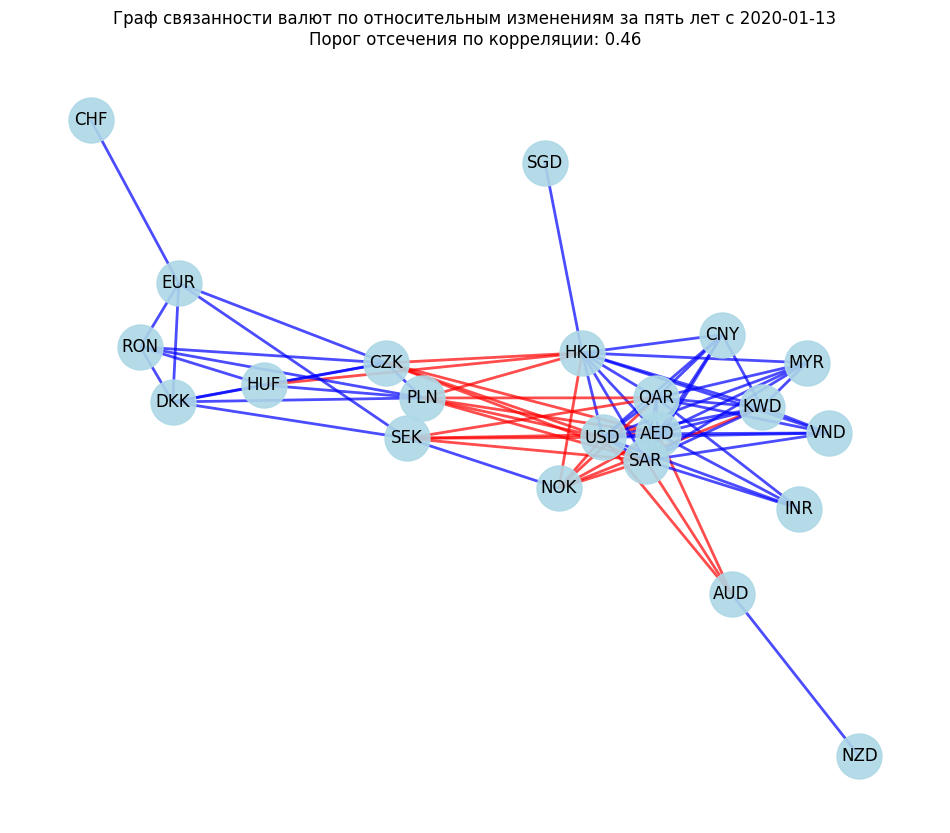 Граф связанности валют по относительным изменениям за пять лет с 2020-01-13
Порог отсечения по корреляции: 0.46
CHF
SGD
EUR
CNY
RON
HKD
CZK
MYR
HUF
DKK
PLN
QAR
KWD
SEK
USD
AED
VND
SAR
NOK
INR
AUD
NZD